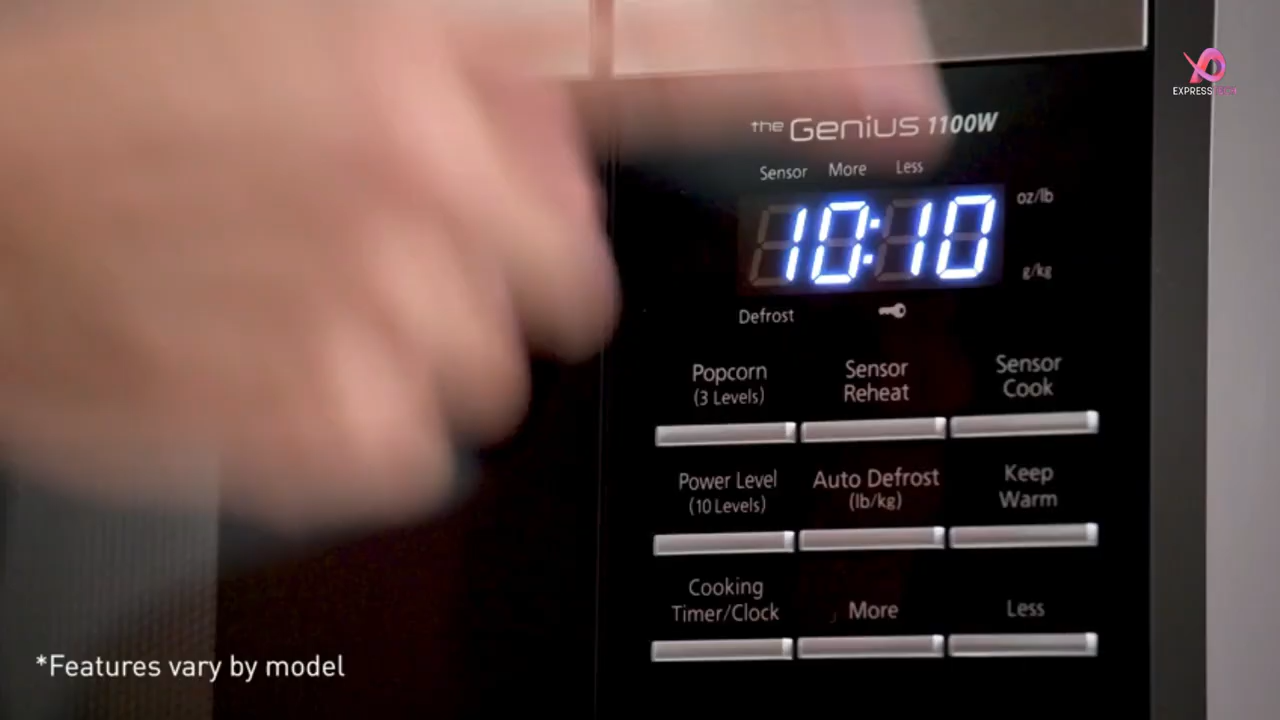 EXPRESS
the Genius 1100W
Sensor More Less
10:10
oz/lb
g/kg
Defrost
Popcorn
(3 Levels)
Sensor
Reheat
Sensor
Cook
Power Level
(10 Levels)
Auto Defrost
(lb/kg)
Keep
Warm
Cooking
Timer/Clock
More
Less
*Features vary by model